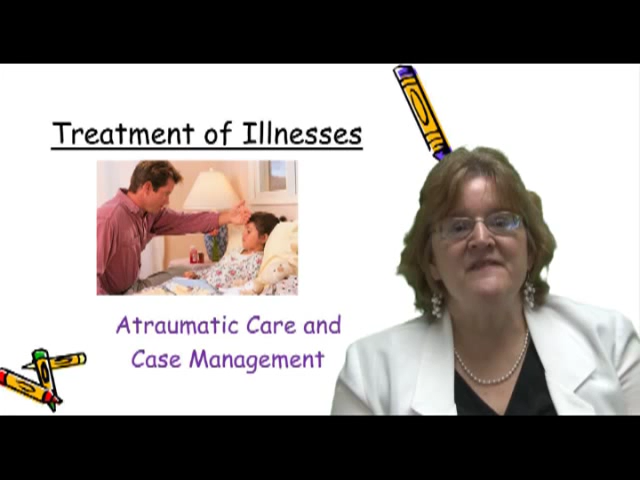 Treatment of Illnesses
Atraumatic Care and
Case Management